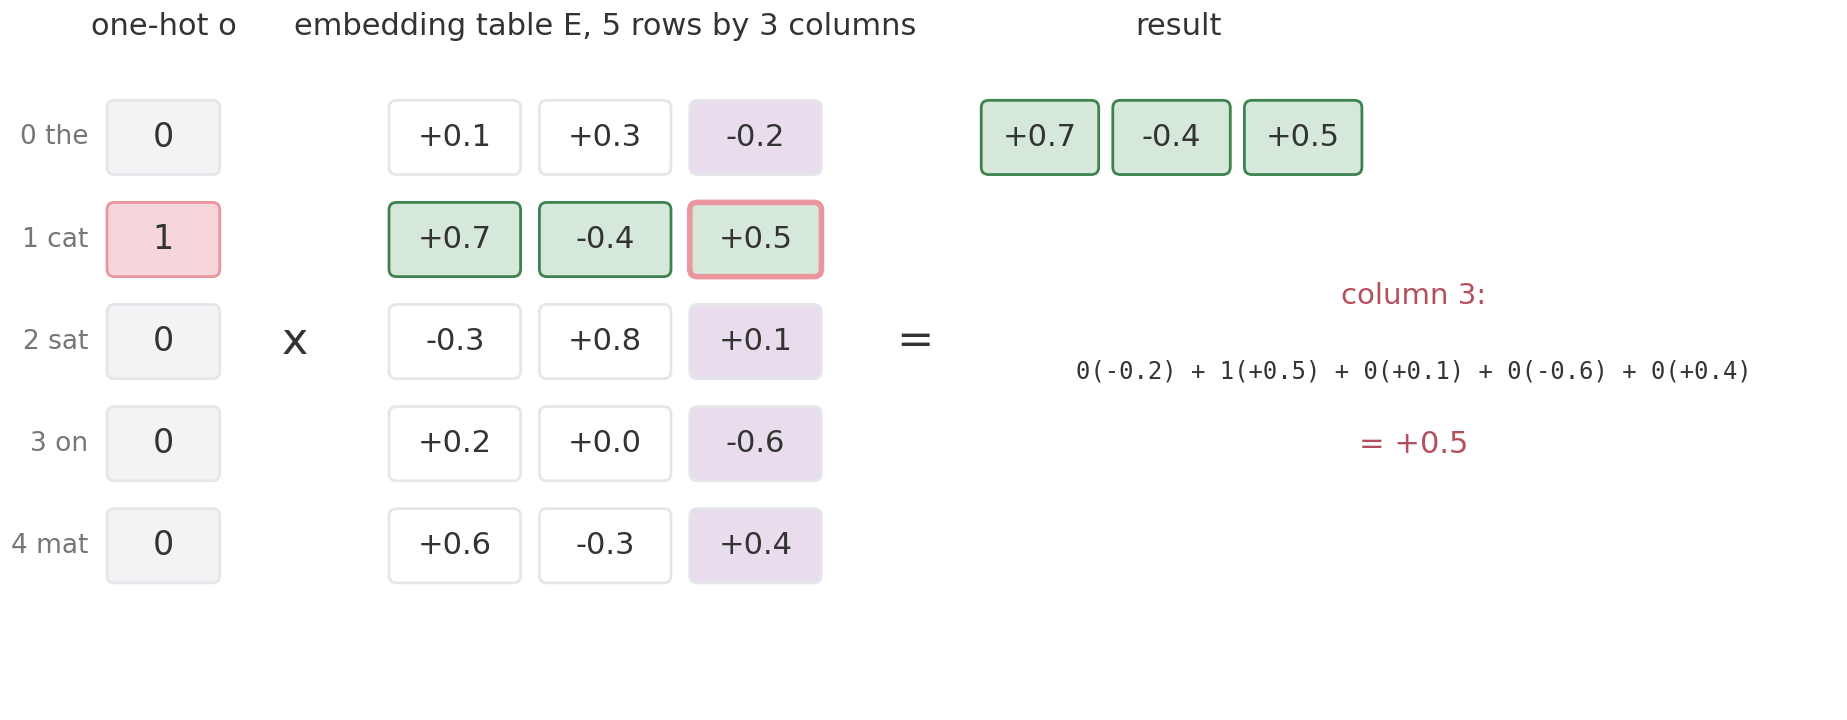 one-hot o embedding table E, 5 rows by 3 columns result
0 the 0 +0.1 +0.3 -0.2 +0.7 -0.4 +0.5
1 cat 1 +0.7 -0.4 +0.5
column 3:
2 sat 0 x -0.3 +0.8 +0.1 =
0(-0.2) + 1(+0.5) + 0(+0.1) + 0(-0.6) + 0(+0.4)
3 on 0 +0.2 +0.0 -0.6 = +0.5
4 mat 0 +0.6 -0.3 +0.4